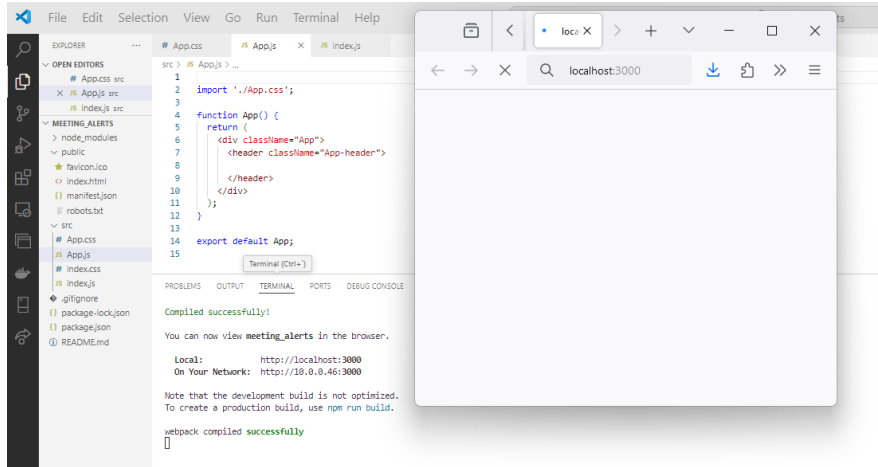 File Edit Selection View Go Run Terminal Help
ts
EXPLORER ...
# App.css JS App.js × JS index.js
OPEN EDITORS
# App.css src
× JS App.js src
JS index.js src
MEETING_ALERTS
> node_modules
public
favicon.ico
<> index.html
{} manifest.json
robots.txt
src
# App.css
JS App.js
# index.css
JS index.js
.gitignore
{} package-lock.json
{} package.json
README.md
src > JS App.js > ...
1
2 import './App.css';
3
4 function App() {
5 return (
6 <div className="App">
7 <header className="App-header">
8
9 </header>
10 </div>
11 );
12 }
13
14 export default App;
15
Terminal (Ctrl+`)
PROBLEMS OUTPUT TERMINAL PORTS DEBUG CONSOLE
Compiled successfully!
You can now view meeting_alerts in the browser.
Local: http://localhost:3000
On Your Network: http://10.0.0.46:3000
Note that the development build is not optimized.
To create a production build, use npm run build.
webpack compiled successfully
loca
localhost:3000